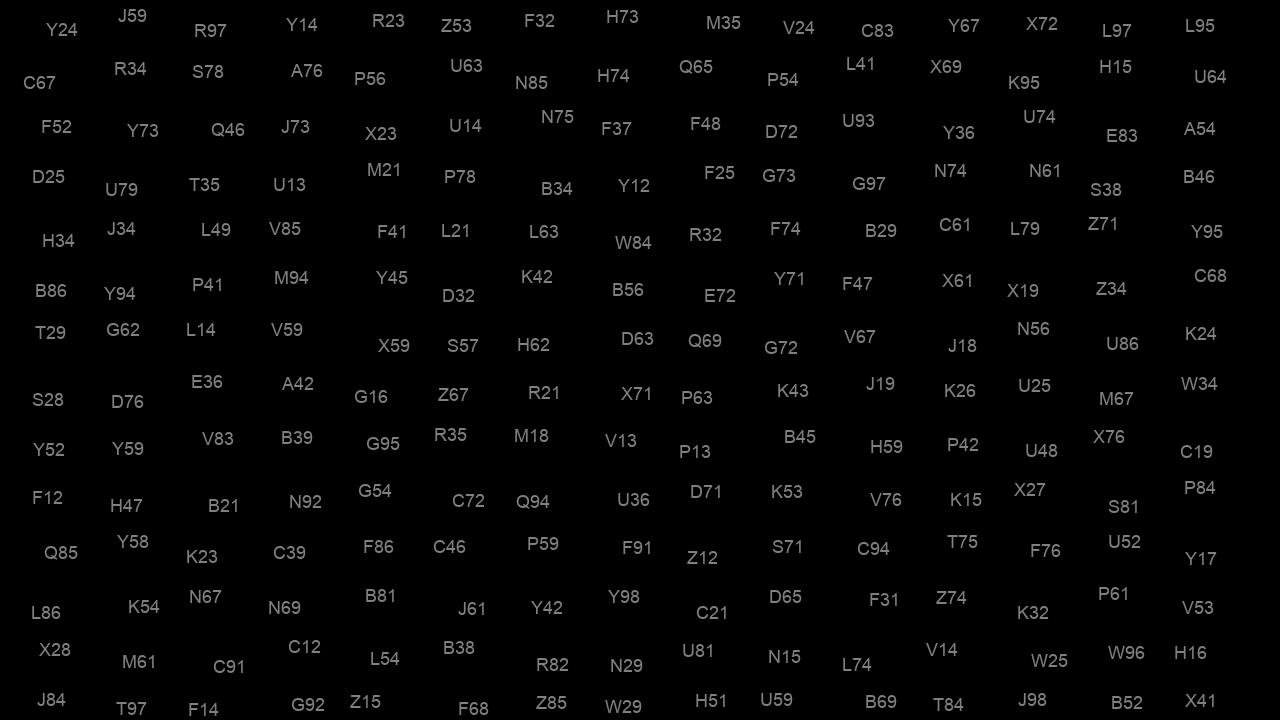 Y24 J59 R97 Y14 R23 Z53 F32 H73 M35 V24 C83 Y67 X72 L97 L95
C67 R34 S78 A76 P56 U63 N85 H74 Q65 P54 L41 X69 K95 H15 U64
F52 Y73 Q46 J73 X23 U14 N75 F37 F48 D72 U93 Y36 U74 E83 A54
D25 U79 T35 U13 M21 P78 B34 Y12 F25 G73 G97 N74 N61 S38 B46
H34 J34 L49 V85 F41 L21 L63 W84 R32 F74 B29 C61 L79 Z71 Y95
B86 Y94 P41 M94 Y45 D32 K42 B56 E72 Y71 F47 X61 X19 Z34 C68
T29 G62 L14 V59 X59 S57 H62 D63 Q69 G72 V67 J18 N56 U86 K24
S28 D76 E36 A42 G16 Z67 R21 X71 P63 K43 J19 K26 U25 M67 W34
Y52 Y59 V83 B39 G95 R35 M18 V13 P13 B45 H59 P42 U48 X76 C19
F12 H47 B21 N92 G54 C72 Q94 U36 D71 K53 V76 K15 X27 S81 P84
Q85 Y58 K23 C39 F86 C46 P59 F91 Z12 S71 C94 T75 F76 U52 Y17
L86 K54 N67 N69 B81 J61 Y42 Y98 C21 D65 F31 Z74 K32 P61 V53
X28 M61 C91 C12 L54 B38 R82 N29 U81 N15 L74 V14 W25 W96 H16
J84 T97 F14 G92 Z15 F68 Z85 W29 H51 U59 B69 T84 J98 B52 X41